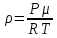 ρ = Pμ / RT